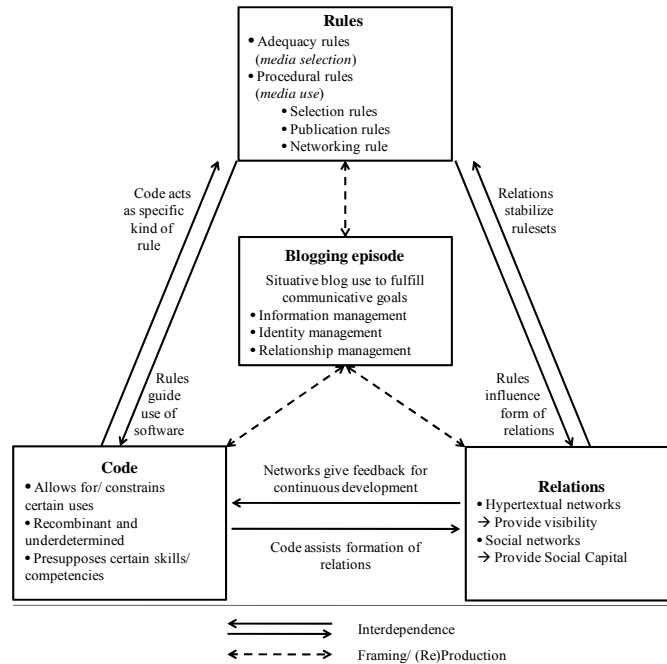 Rules
• Adequacy rules
(media selection)
• Procedural rules
(media use)
• Selection rules
• Publication rules
• Networking rule
Code acts
as specific
kind of
rule
Relations
stabilize
rulesets
Blogging episode
Situative blog use to fulfill
communicative goals
• Information management
• Identity management
• Relationship management
Rules
guide
use of
software
Rules
influence
form of
relations
Code
• Allows for/ constrains
certain uses
• Recombinant and
underdetermined
• Presupposes certain skills/
competencies
Networks give feedback for
continuous development
Code assists formation of
relations
Relations
• Hypertextual networks
→ Provide visibility
• Social networks
→ Provide Social Capital
Interdependence
Framing/ (Re)Production